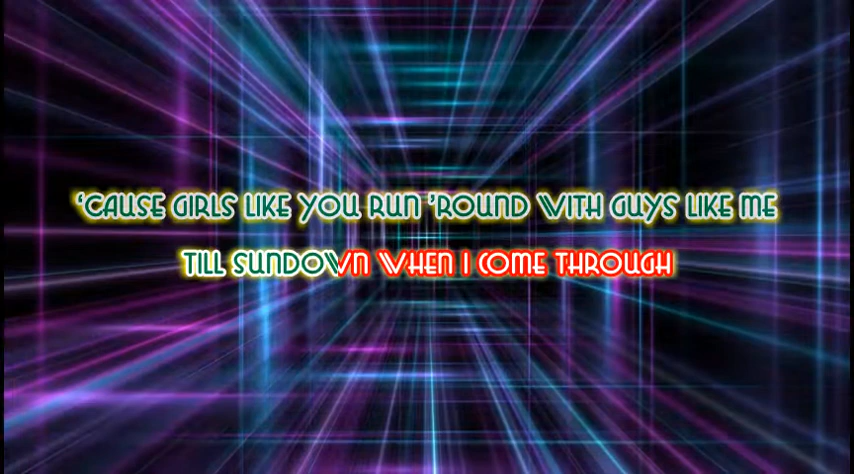 ‘CAUSE GIRLS LIKE YOU RUN ’ROUND WITH GUYS LIKE ME
TILL SUNDOWN WHEN I COME THROUGH